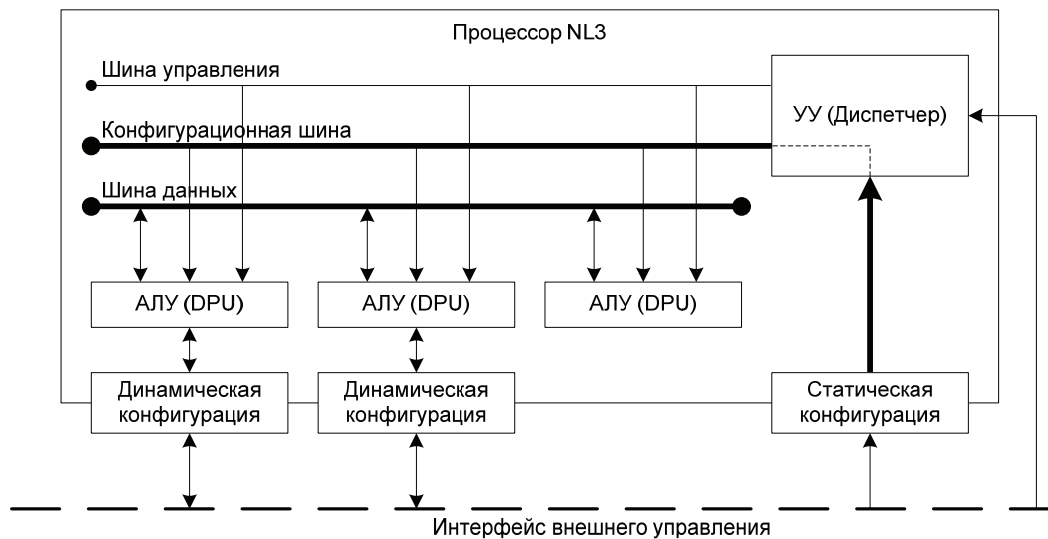 Процессор NL3
Шина управления
УУ (Диспетчер)
Конфигурационная шина
Шина данных
АЛУ (DPU)
АЛУ (DPU)
АЛУ (DPU)
Динамическая
конфигурация
Динамическая
конфигурация
Статическая
конфигурация
Интерфейс внешнего управления